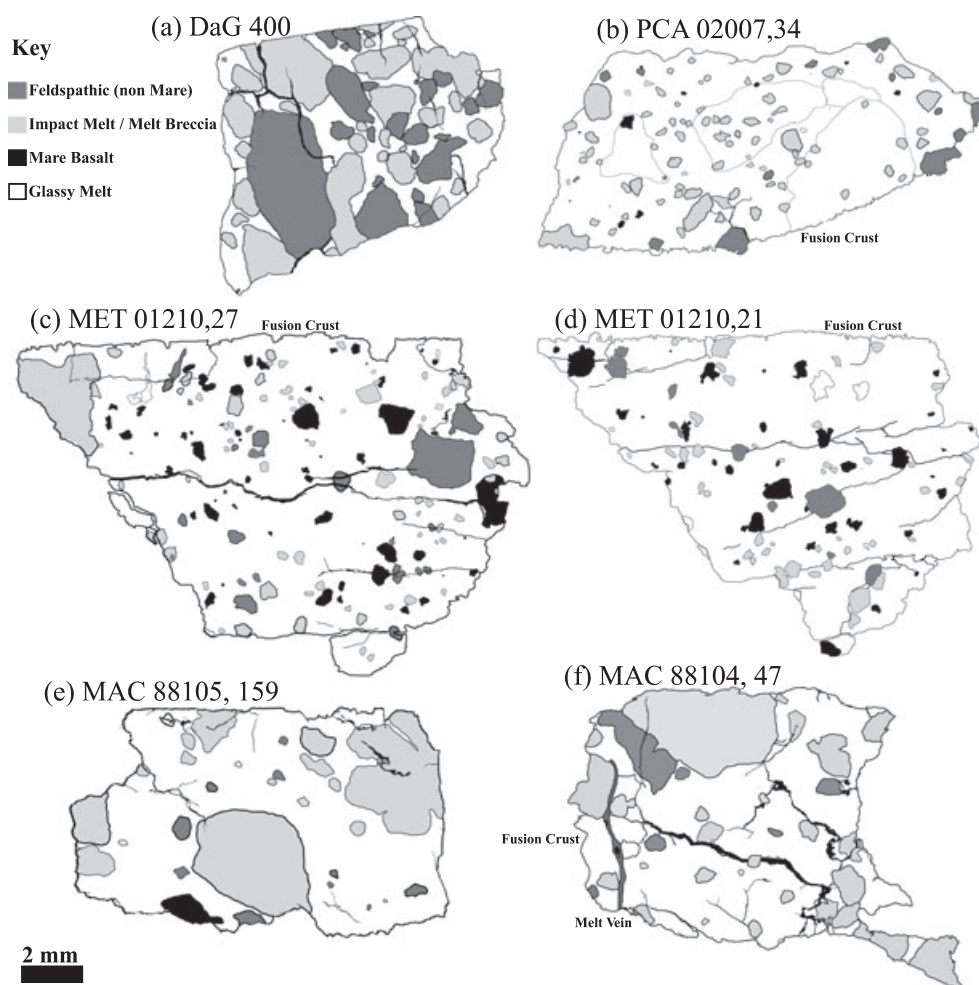 (a) DaG 400
(b) PCA 02007,34
Key
Feldspathic (non Mare)
Impact Melt / Melt Breccia
Mare Basalt
Glassy Melt
Fusion Crust
(c) MET 01210,27
Fusion Crust
(d) MET 01210,21
Fusion Crust
(e) MAC 88105, 159
(f) MAC 88104, 47
Fusion Crust
Melt Vein
2 mm